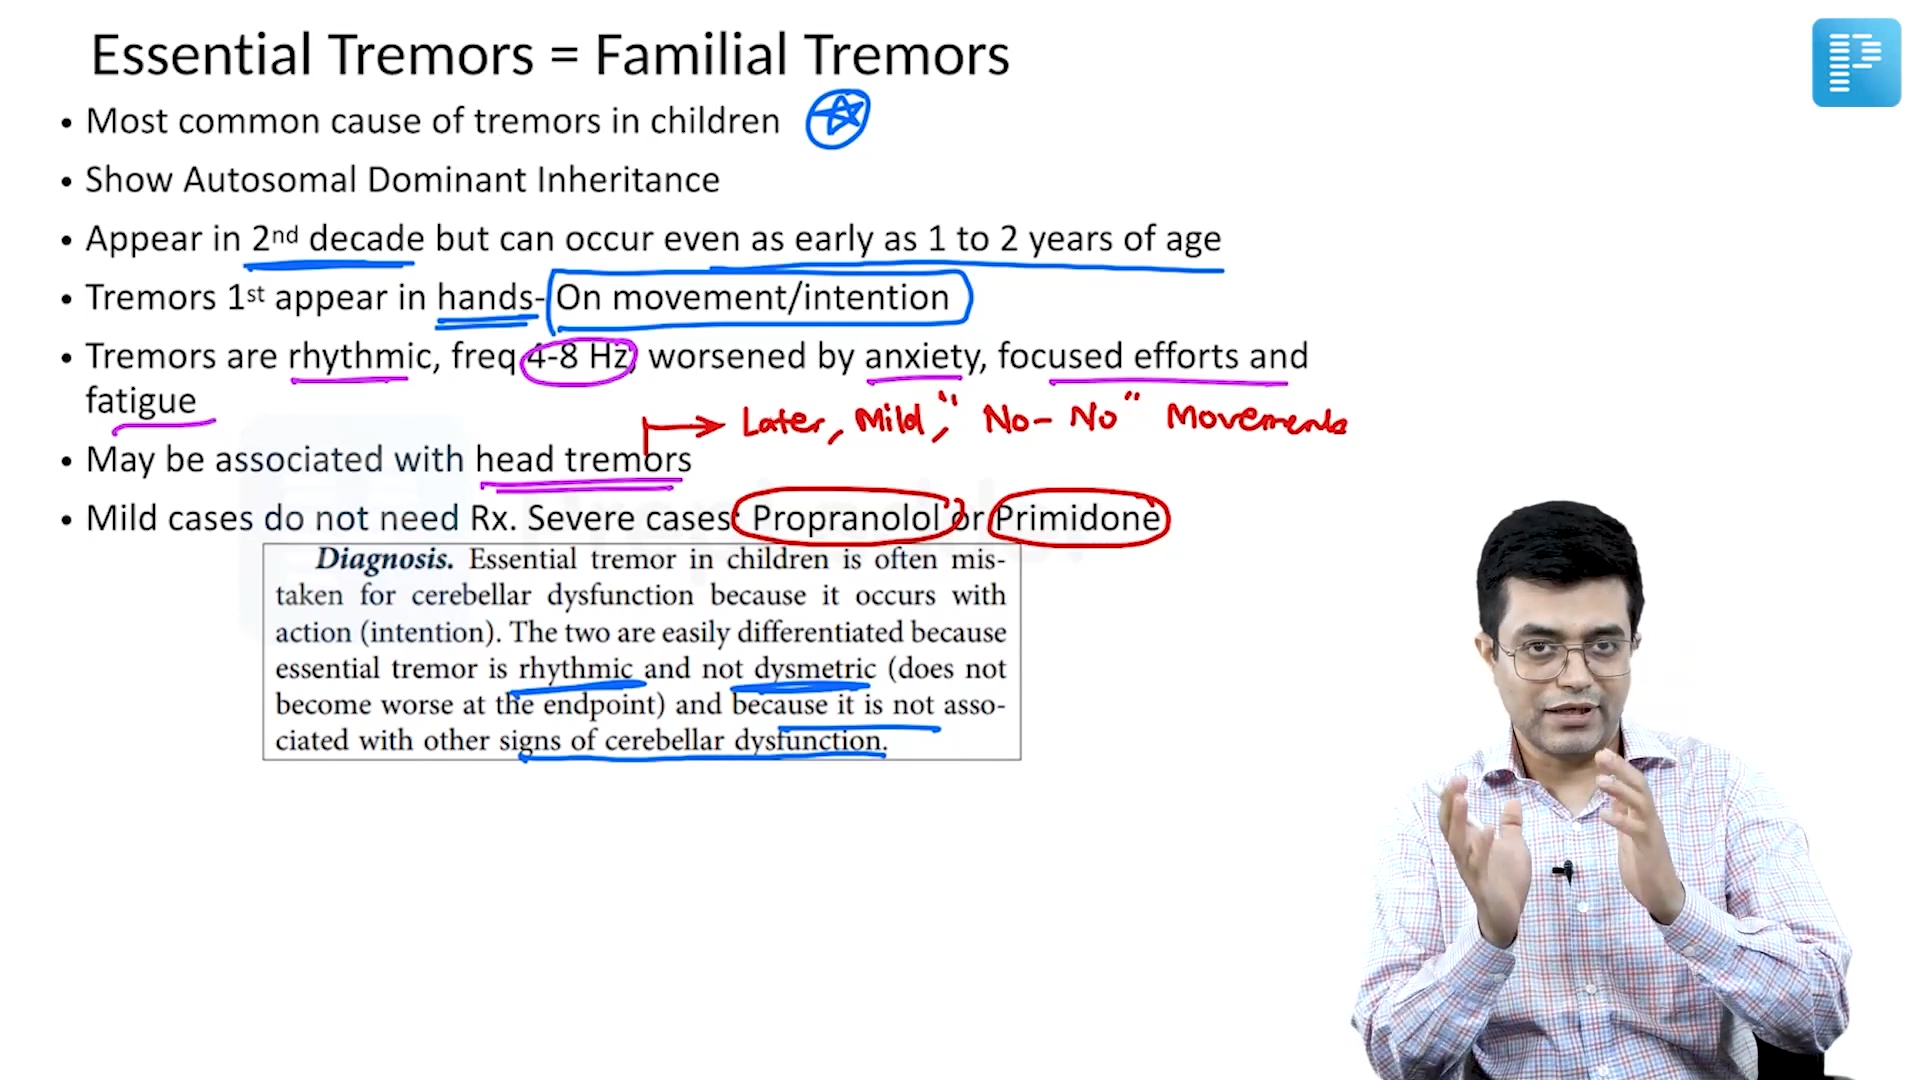 Essential Tremors = Familial Tremors
• Most common cause of tremors in children
• Show Autosomal Dominant Inheritance
• Appear in 2nd decade but can occur even as early as 1 to 2 years of age
• Tremors 1st appear in hands- On movement/intention
• Tremors are rhythmic, freq 4-8 Hz, worsened by anxiety, focused efforts and
fatigue
Later, Mild, "No-No" Movements
• May be associated with head tremors
• Mild cases do not need Rx. Severe cases: Propranolol or Primidone
Diagnosis. Essential tremor in children is often mis-
taken for cerebellar dysfunction because it occurs with
action (intention). The two are easily differentiated because
essential tremor is rhythmic and not dysmetric (does not
become worse at the endpoint) and because it is not asso-
ciated with other signs of cerebellar dysfunction.